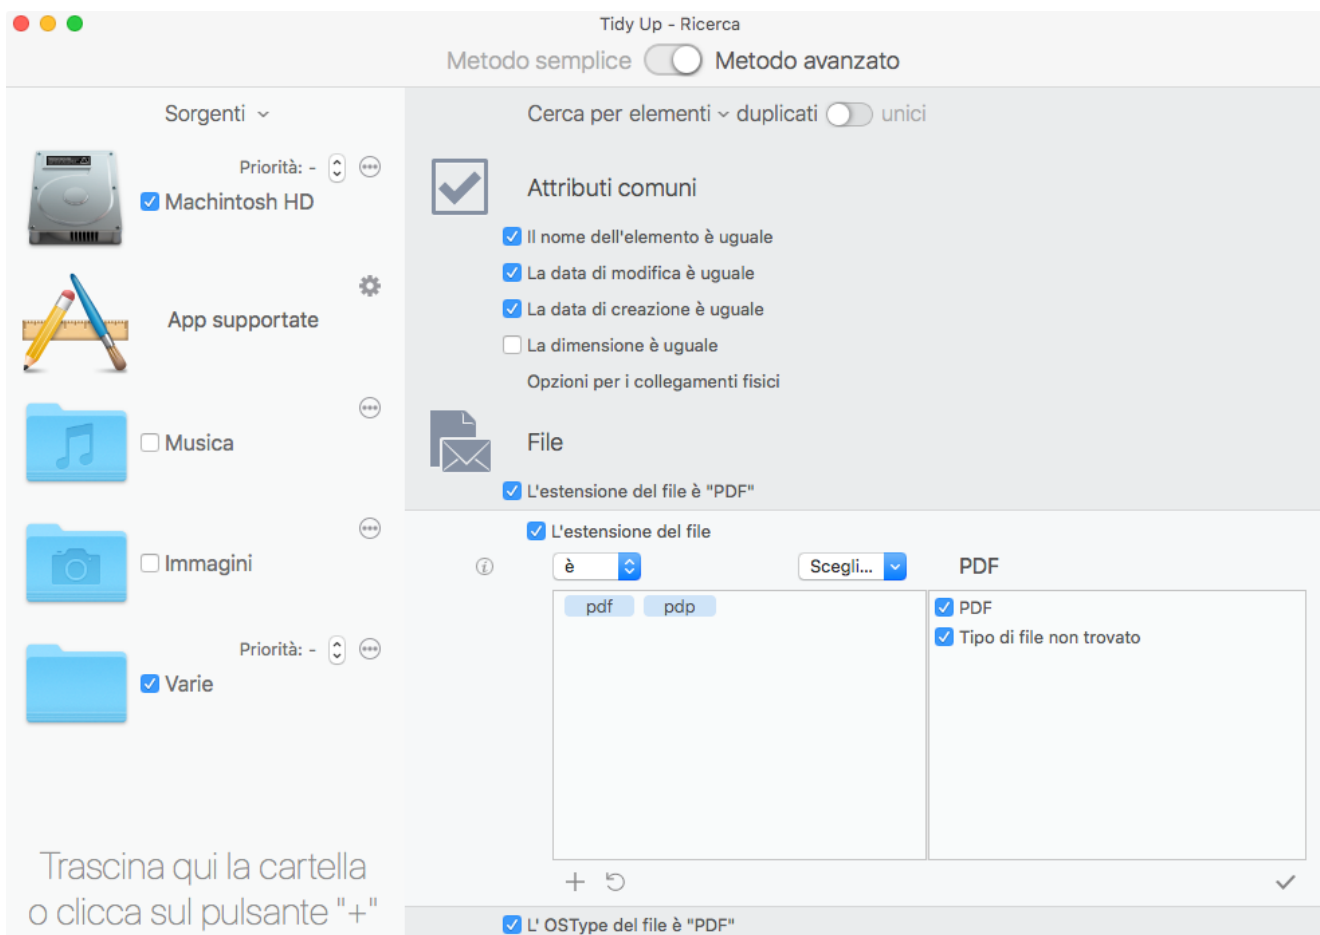 Tidy Up - Ricerca
Metodo semplice Metodo avanzato
Sorgenti
Priorità: -
Machintosh HD
App supportate
Musica
Immagini
Priorità: -
Varie
Trascina qui la cartella
o clicca sul pulsante "+"
Cerca per elementi duplicati unici
Attributi comuni
Il nome dell'elemento è uguale
La data di modifica è uguale
La data di creazione è uguale
La dimensione è uguale
Opzioni per i collegamenti fisici
File
L'estensione del file è "PDF"
L'estensione del file
è Scegli... PDF
pdf pdp
PDF
Tipo di file non trovato
L' OSType del file è "PDF"